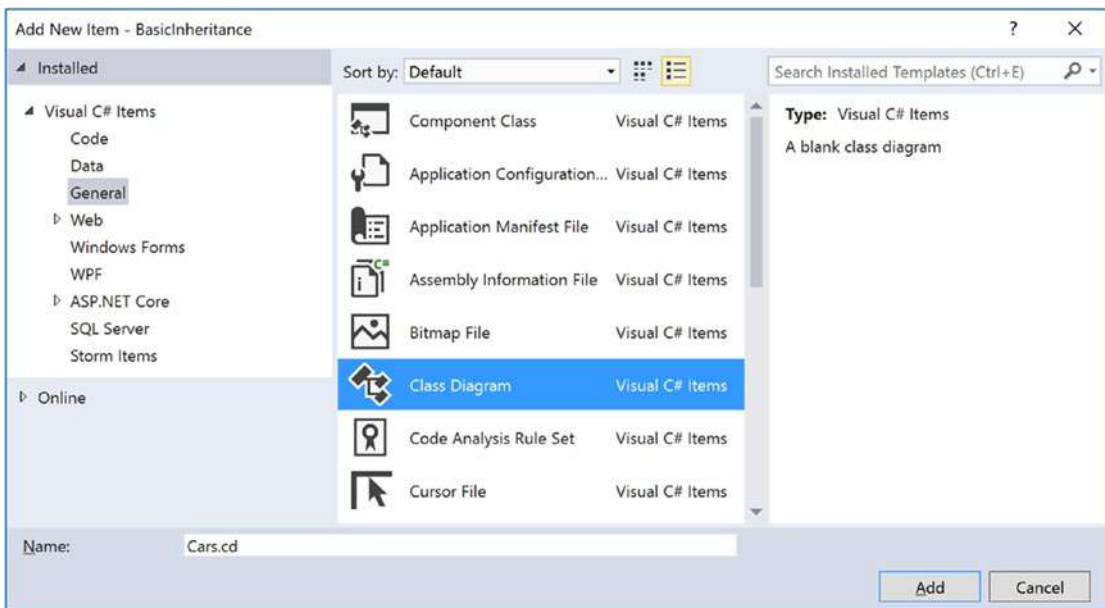 Add New Item - BasicInheritance
?
Installed
Sort by: Default
Search Installed Templates (Ctrl+E)
Visual C# Items
Code
Data
General
Web
Windows Forms
WPF
ASP.NET Core
SQL Server
Storm Items
Online
Component Class Visual C# Items
Application Configuration... Visual C# Items
Application Manifest File Visual C# Items
C#
Assembly Information File Visual C# Items
Bitmap File Visual C# Items
Class Diagram Visual C# Items
Code Analysis Rule Set Visual C# Items
Cursor File Visual C# Items
Type: Visual C# Items
A blank class diagram
Name: Cars.cd
Add Cancel